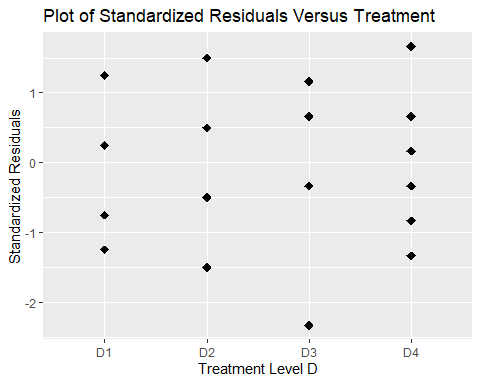 Plot of Standardized Residuals Versus Treatment
Standardized Residuals
1
0
-1
-2
D1 D2 D3 D4
Treatment Level D